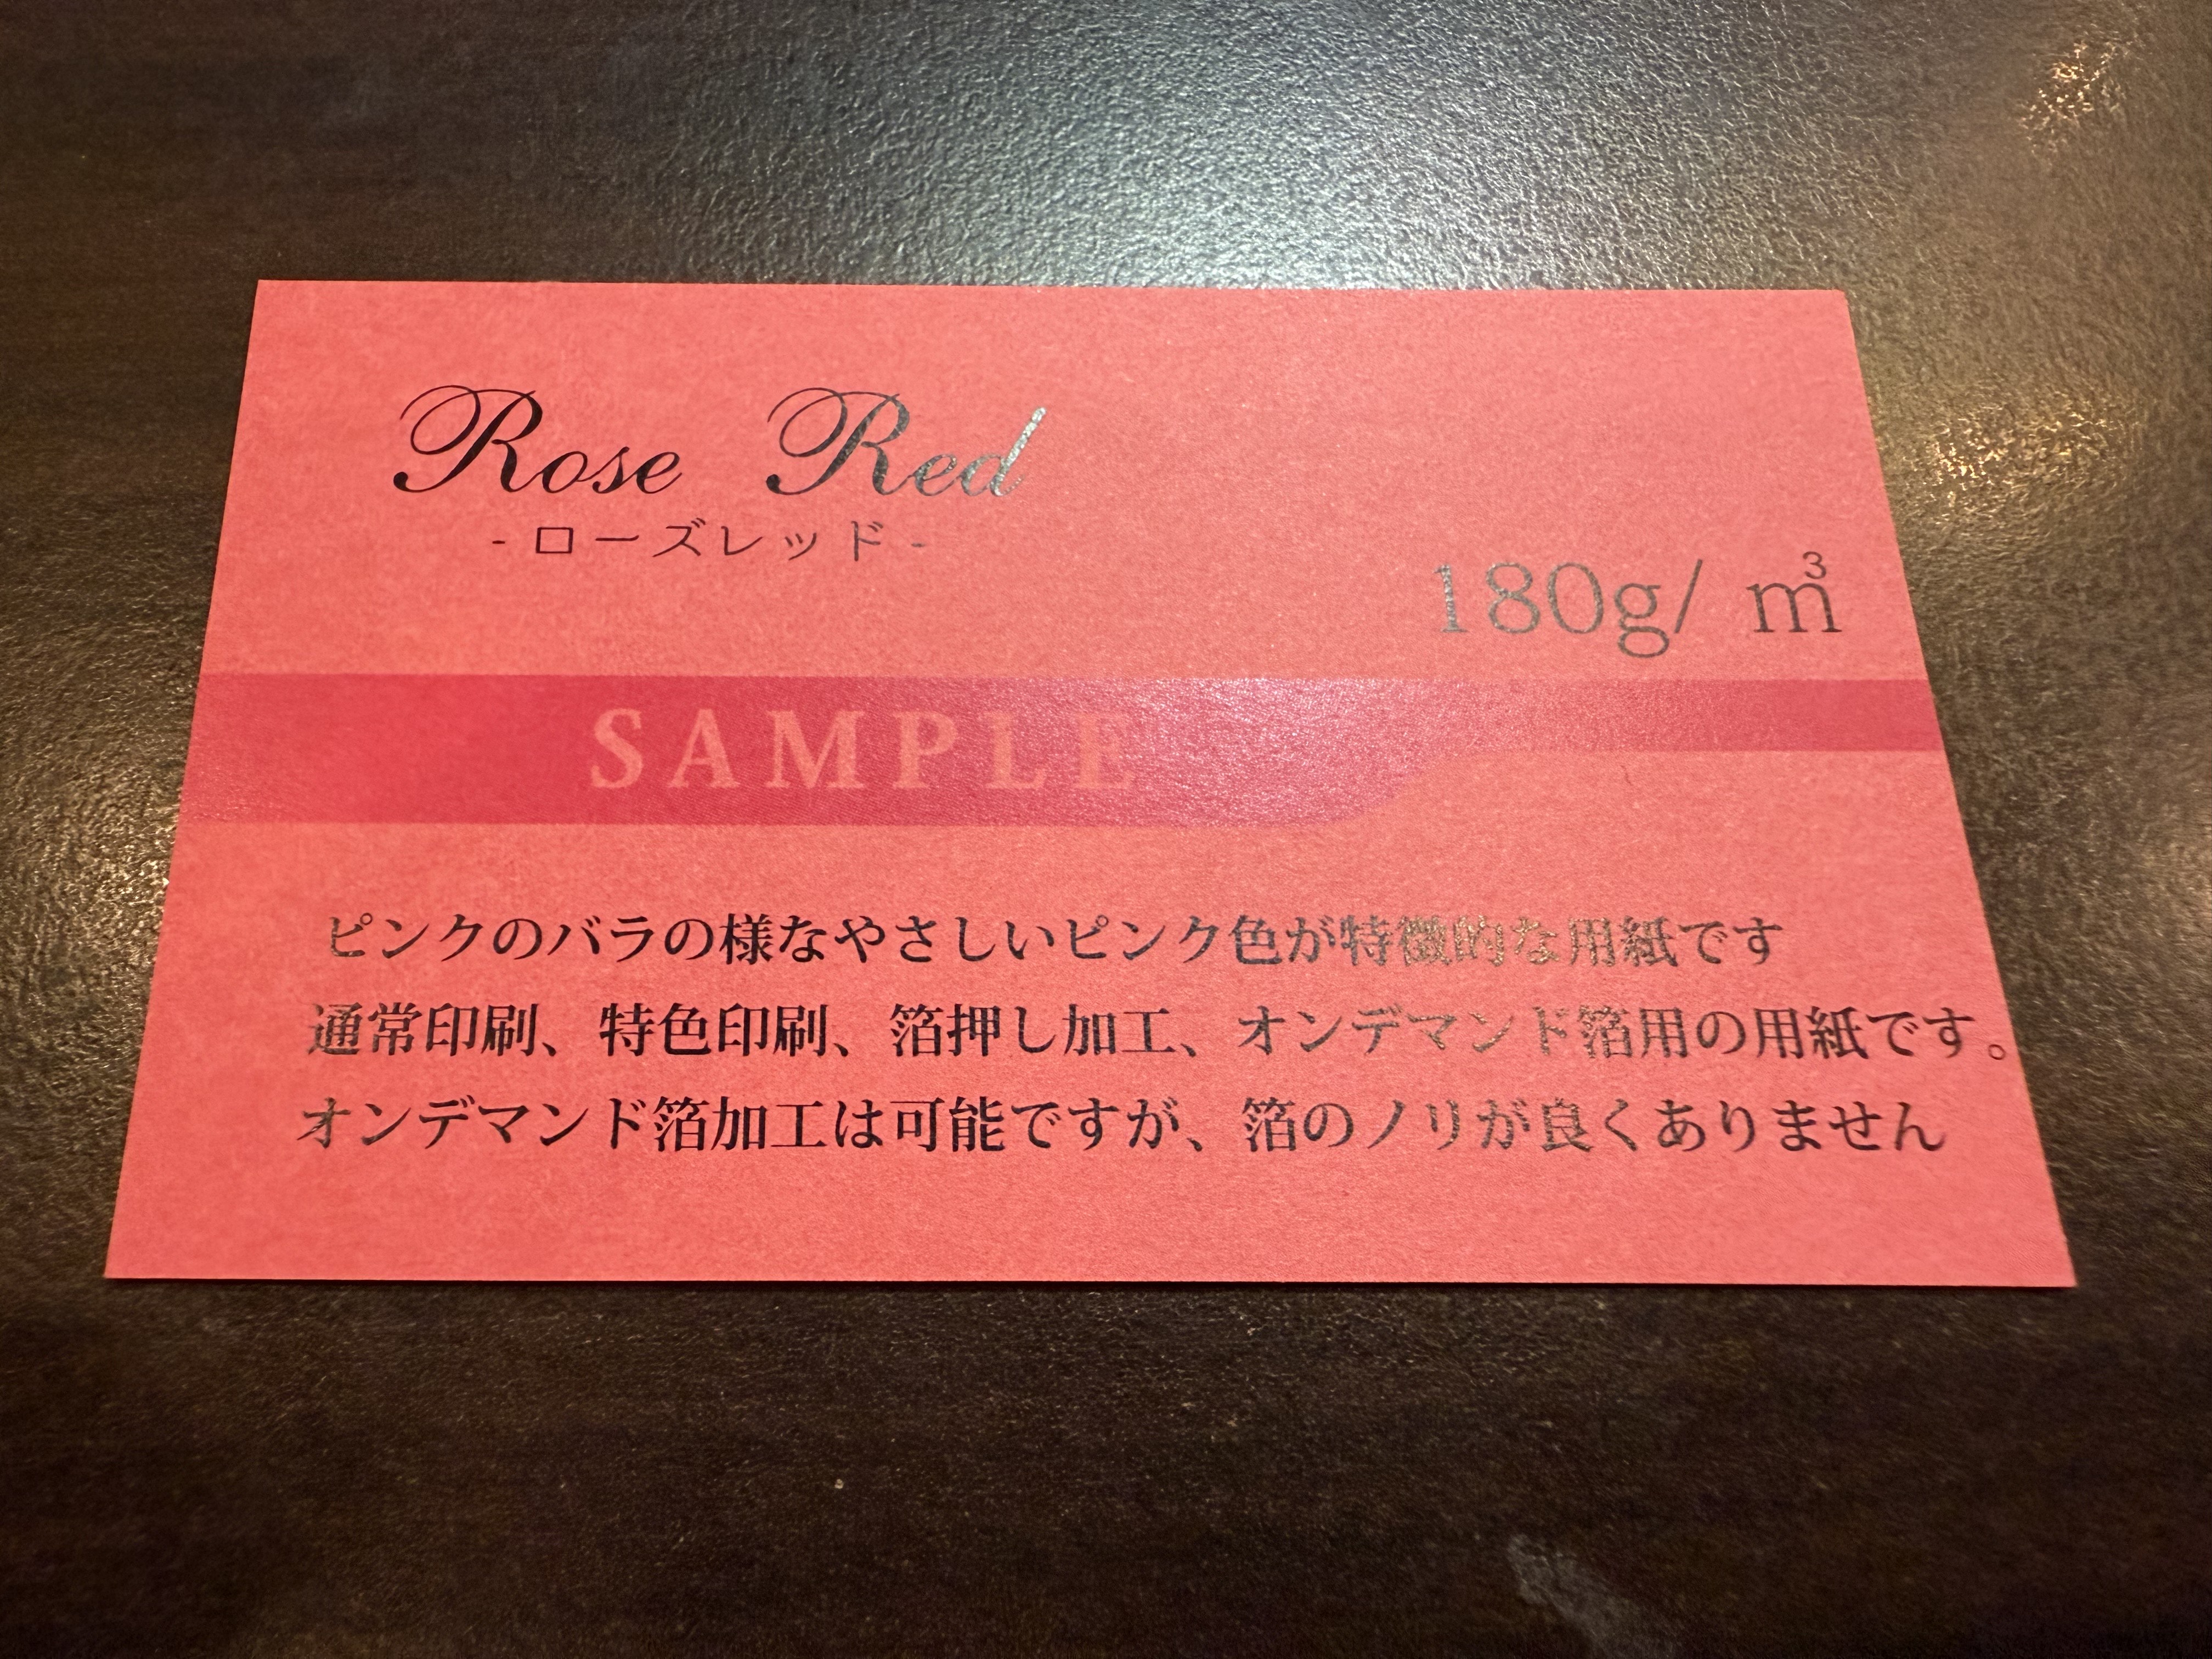 Rose Red
- ローズレッド -
180g/ ㎥
SAMPLE
ピンクのバラの様なやさしいピンク色が特徴的な用紙です
通常印刷、特色印刷、箔押し加工、オンデマンド箔用の用紙です。
オンデマンド箔加工は可能ですが、箔のノリが良くありません